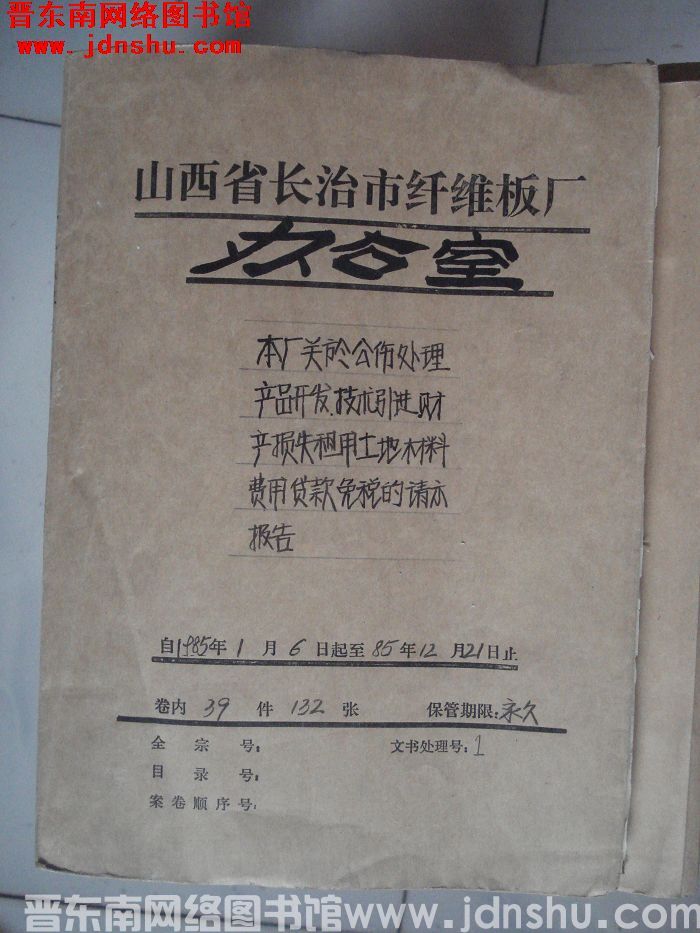 晋东南网络图书馆
www.jdnshu.com
山西省长治市纤维板厂
办公室
本厂关於公伤处理
产品开发.技术引进财
产损失租用土地材料
费用贷款免税的请示
报告
自1985年1月6日起至85年12月21日止
卷内39件132张 保管期限:永久
全宗号: 文书处理号:1
目录号:
案卷顺序号:
晋东南网络图书馆www.jdnshu.com